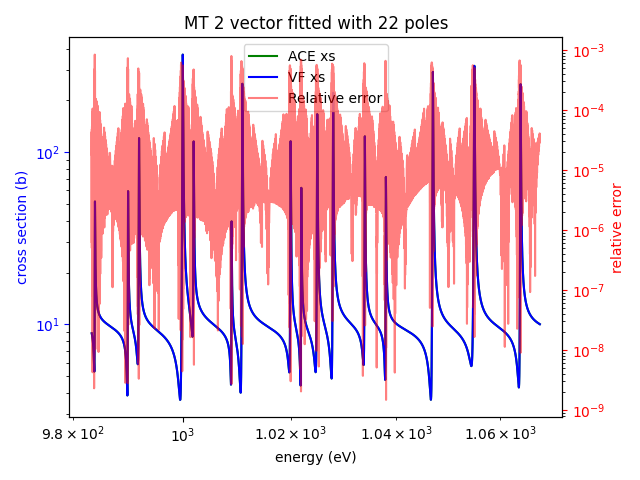 MT 2 vector fitted with 22 poles
ACE xs
VF xs
Relative error
cross section (b)
10²
10¹
relative error
10⁻³
10⁻⁴
10⁻⁵
10⁻⁶
10⁻⁷
10⁻⁸
10⁻⁹
9.8 × 10²
10³
1.02 × 10³
1.04 × 10³
1.06 × 10³
energy (eV)